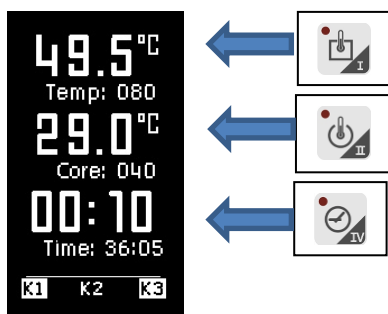 49.5°C
I
Temp: 080
29.0°C
II
Core: 040
00:10
IV
Time: 36:05
K1 K2 K3